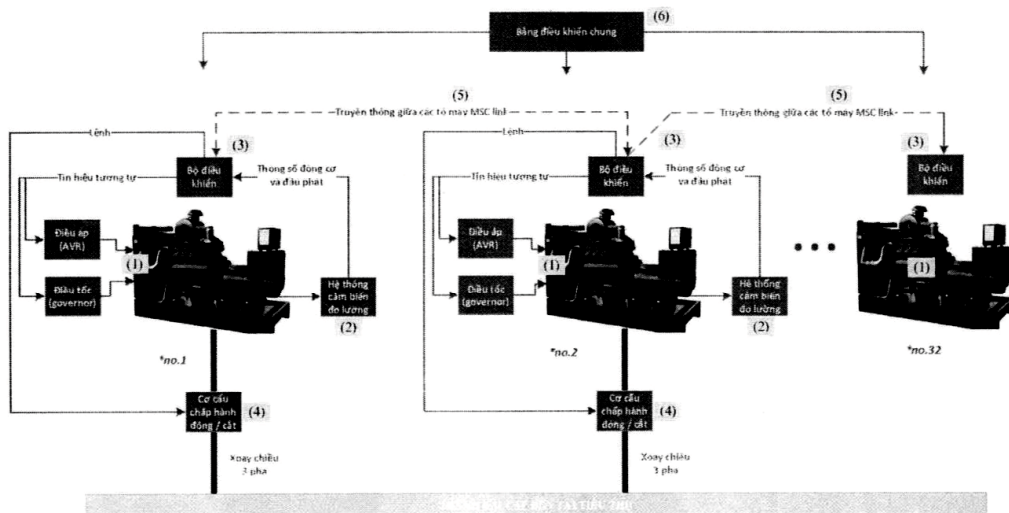 (6)
Bảng điều khiển chung
(5)
(5)
Truyền thông giữa các tổ máy MSC link
Truyền thông giữa các tổ máy MSC link
Lệnh
(3)
Lệnh
(3)
(3)
Bộ điều
khiển
Tín hiệu tương tự
Thông số động cơ
và đầu phát
Bộ điều
khiển
Tín hiệu tương tự
Thông số động cơ
và đầu phát
Bộ điều
khiển
Điều áp
(AVR)
(1)
Điều tốc
(governor)
Hệ thống
cảm biến
đo lường
(2)
Điều áp
(AVR)
(1)
Điều tốc
(governor)
Hệ thống
cảm biến
đo lường
(2)
(1)
*no.1
*no.2
*no.32
Cơ cấu
chấp hành
đóng / cắt
(4)
Cơ cấu
chấp hành
đóng / cắt
(4)
Xoay chiều
3 pha
Xoay chiều
3 pha